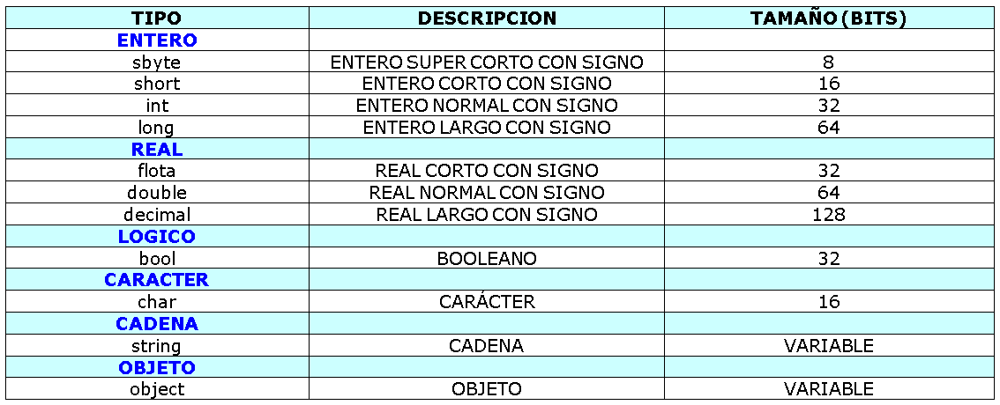 TIPO DESCRIPCION TAMAÑO (BITS)
ENTERO
sbyte ENTERO SUPER CORTO CON SIGNO 8
short ENTERO CORTO CON SIGNO 16
int ENTERO NORMAL CON SIGNO 32
long ENTERO LARGO CON SIGNO 64
REAL
flota REAL CORTO CON SIGNO 32
double REAL NORMAL CON SIGNO 64
decimal REAL LARGO CON SIGNO 128
LOGICO
bool BOOLEANO 32
CARACTER
char CARÁCTER 16
CADENA
string CADENA VARIABLE
OBJETO
object OBJETO VARIABLE